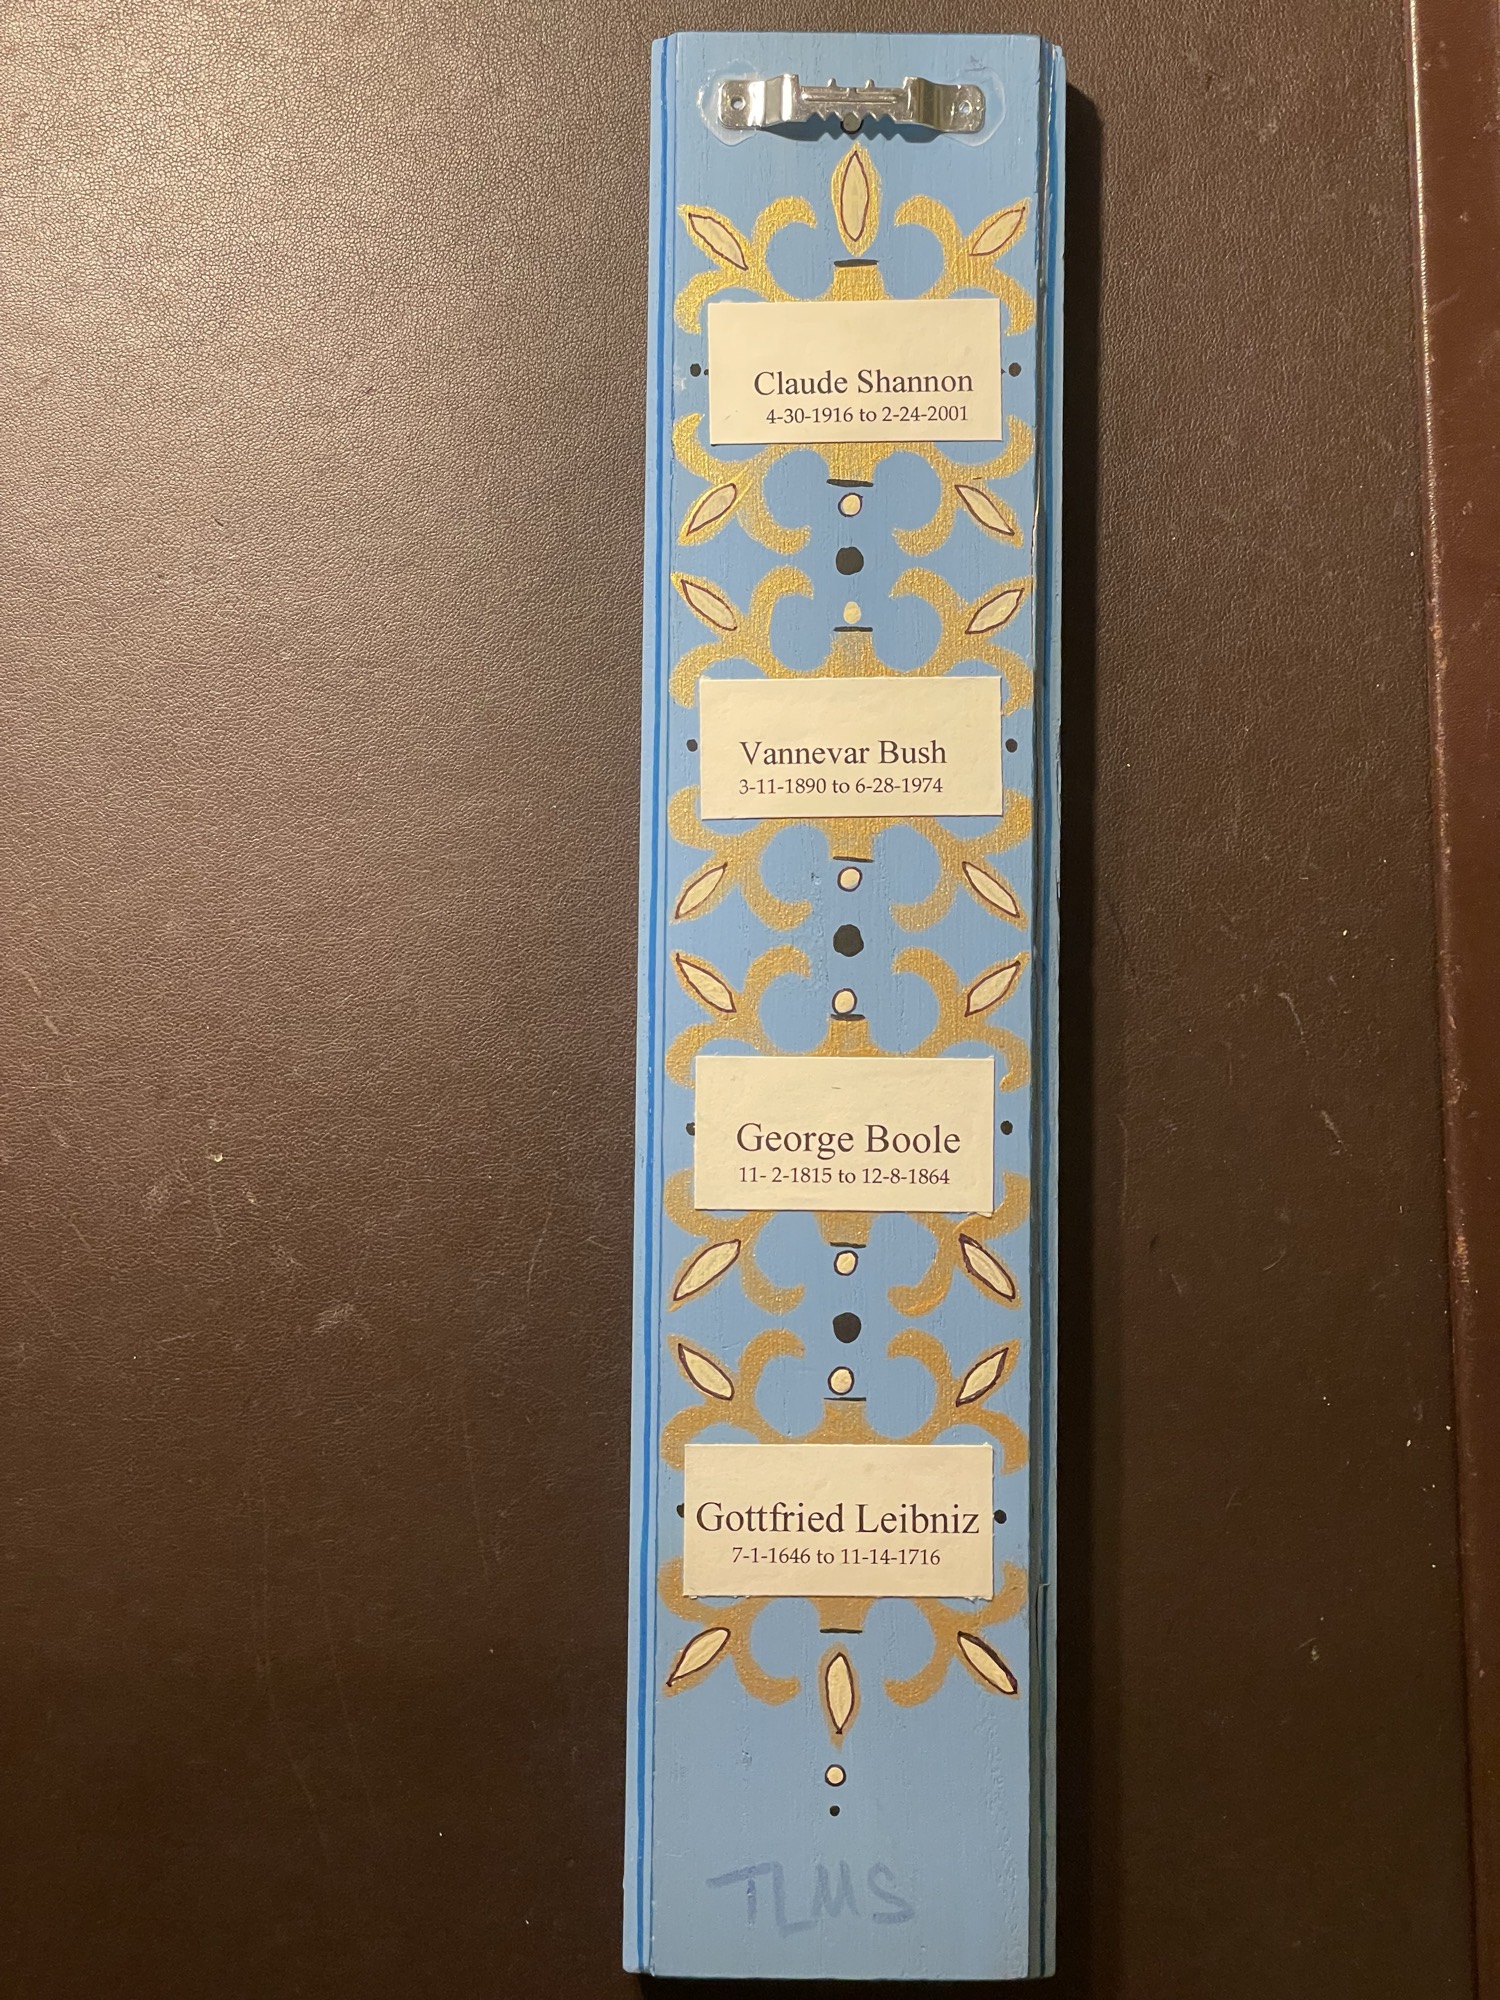 Claude Shannon
4-30-1916 to 2-24-2001
Vannevar Bush
3-11-1890 to 6-28-1974
George Boole
11- 2-1815 to 12-8-1864
Gottfried Leibniz
7-1-1646 to 11-14-1716
TLMS